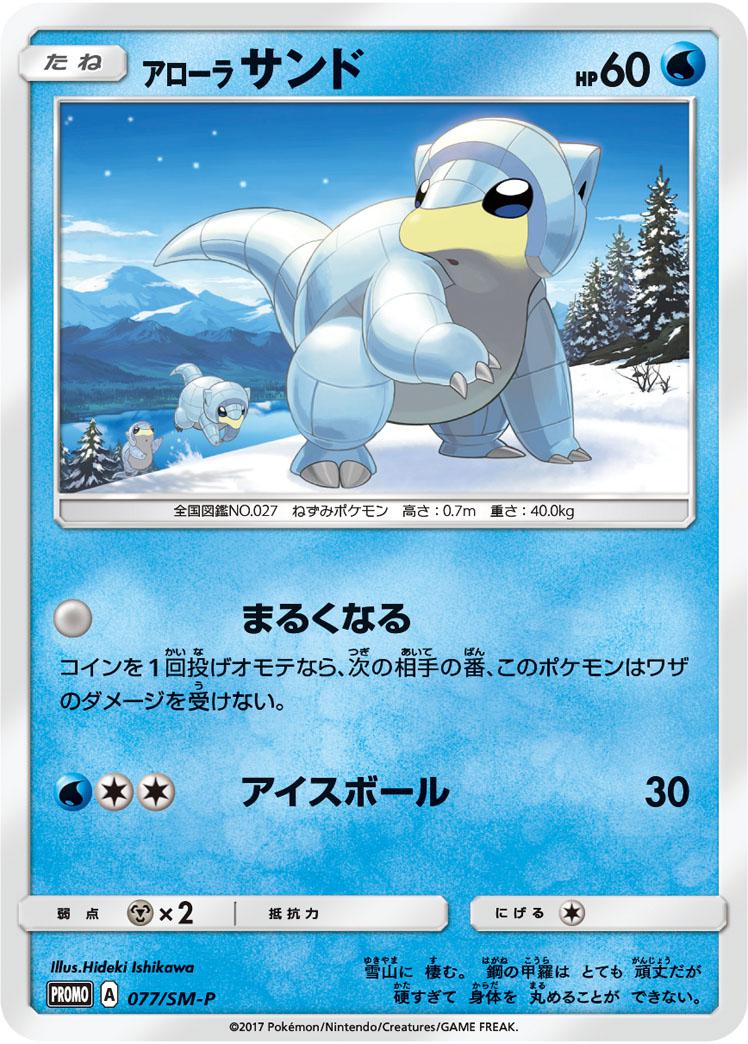 たね アローラ サンド HP60
全国図鑑NO.027 ねずみポケモン 高さ:0.7m 重さ:40.0kg
まるくなる
コインを1回投げオモテなら、次の相手の番、このポケモンはワザ
のダメージを受けない。
アイスボール 30
弱点 ×2 抵抗力 にげる
Illus.Hideki Ishikawa
雪山に 棲む。 鋼の甲羅は とても 頑丈だが
硬すぎて 身体を 丸めることが できない。
PROMO A 077/SM-P
©2017 Pokémon/Nintendo/Creatures/GAME FREAK.